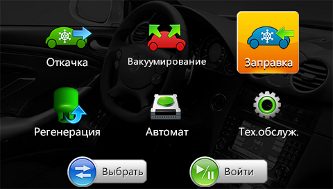 Откачка
Вакуумирование
Заправка
Регенерация
Автомат
Тех.обслуж.
Выбрать
Войти